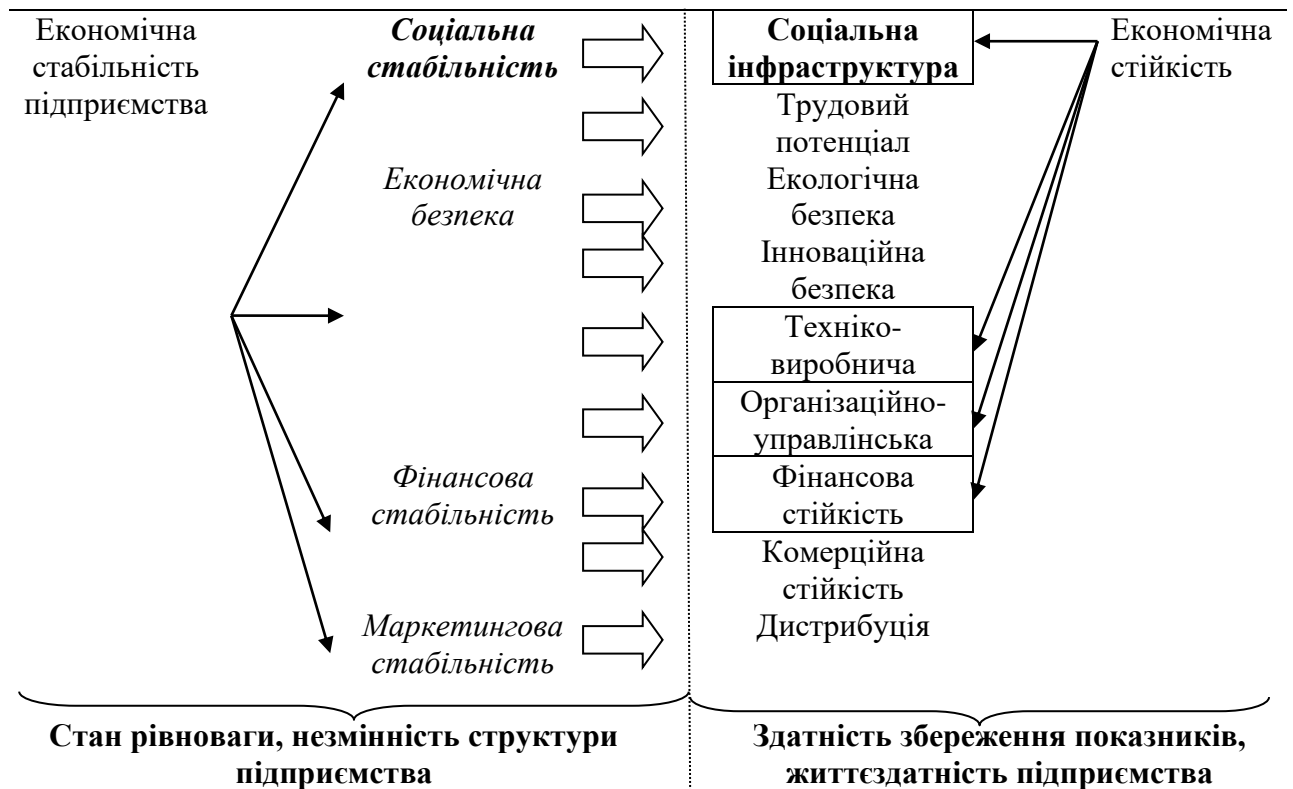 Економічна
стабільність
підприємства
Соціальна
стабільність
Економічна
безпека
Фінансова
стабільність
Маркетингова
стабільність
Соціальна
інфраструктура
Трудовий
потенціал
Екологічна
безпека
Інноваційна
безпека
Техніко-
виробнича
Організаційно-
управлінська
Фінансова
стійкість
Комерційна
стійкість
Дистрибуція
Економічна
стійкість
Стан рівноваги, незмінність структури
підприємства
Здатність збереження показників,
життєздатність підприємства